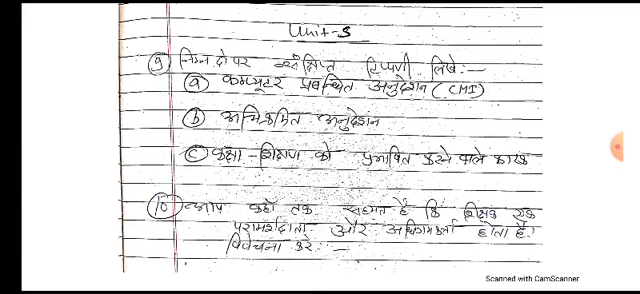 Unit-5
9 निम्न दो पर संक्षिप्त टिप्पणी लिखे:-
a कम्प्यूटर प्रबन्धित अनुदेशन (CMI)
b अभिक्रमित अनुदेशन
c कक्षा-शिक्षण को प्रभावित करने वाले कारक
10 आप कहाँ तक सहमत हैं कि शिक्षक एक
परामर्शदाता और अधिगमकर्ता होता है?
विवेचना करे:-
Scanned with CamScanner